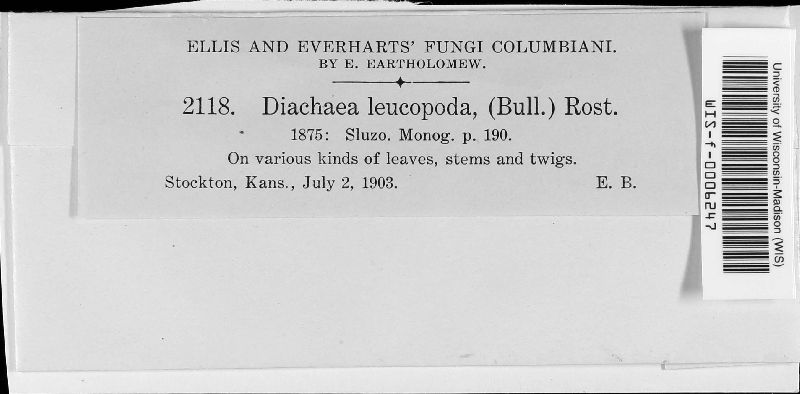 ELLIS AND EVERHARTS' FUNGI COLUMBIANI.
BY E. EARTHOLOMEW.
2118. Diachaea leucopoda, (Bull.) Rost.
1875: Sluzo. Monog. p. 190.
On various kinds of leaves, stems and twigs.
Stockton, Kans., July 2, 1903. E. B.
University of Wisconsin-Madison (WIS)
WIS-f-0009247